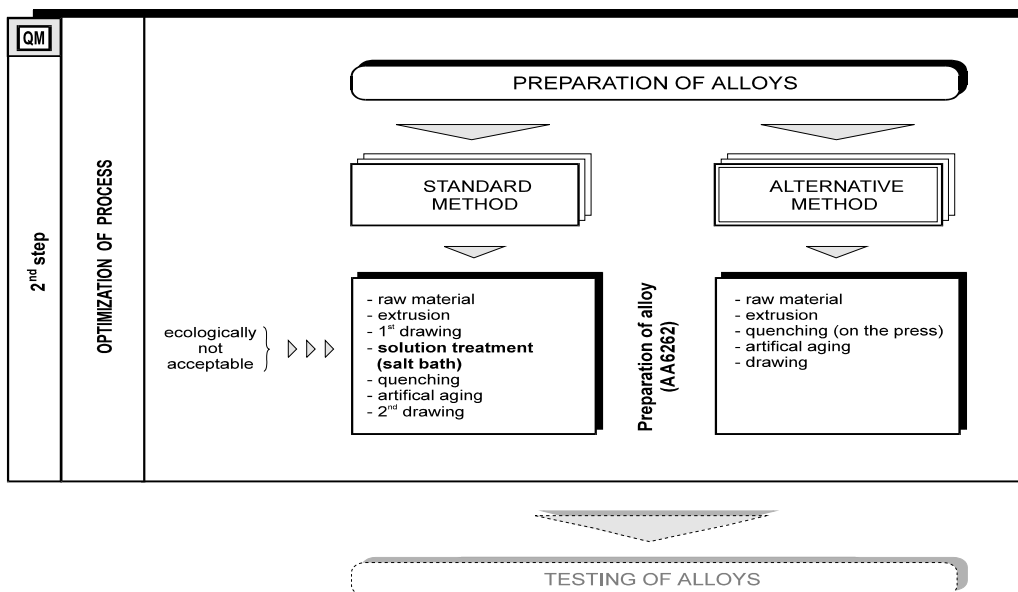 QM
2nd step
OPTIMIZATION OF PROCESS
PREPARATION OF ALLOYS
STANDARD
METHOD
ALTERNATIVE
METHOD
ecologically
not
acceptable
- raw material
- extrusion
- 1st drawing
- solution treatment
(salt bath)
- quenching
- artifical aging
- 2nd drawing
Preparation of alloy
(AA6262)
- raw material
- extrusion
- quenching (on the press)
- artifical aging
- drawing
TESTING OF ALLOYS